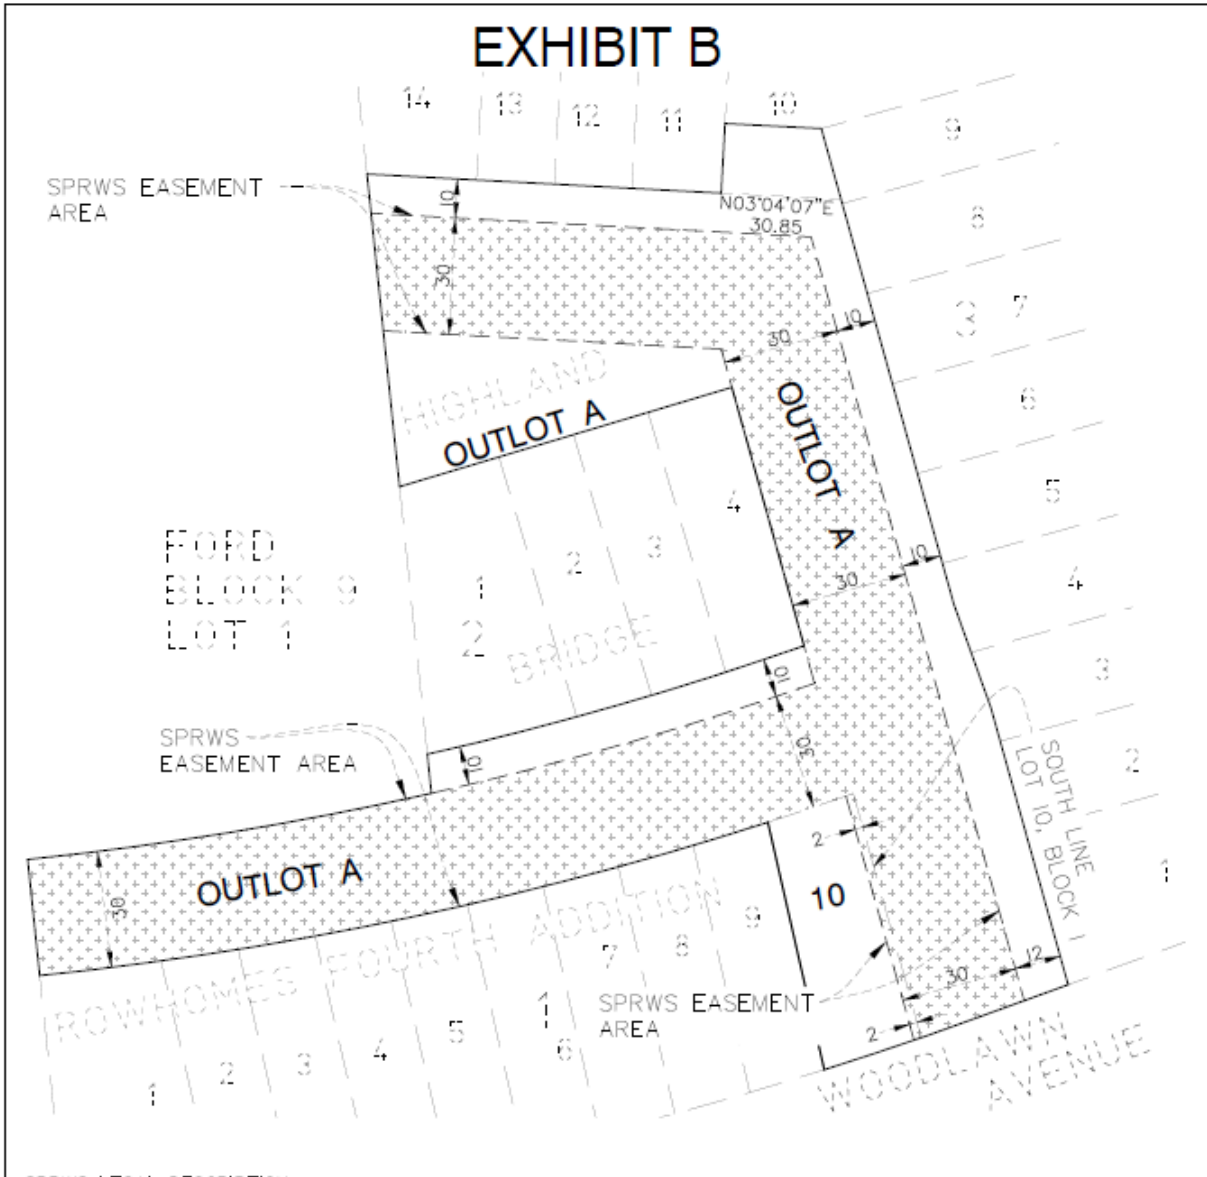 EXHIBIT B
14
13
12
11
10
9
SPRWS EASEMENT
AREA
10
N03°04'07"E
30.85
8
30
10
3
7
30
HIGHLAND
OUTLOT A
OUTLOT A
6
4
5
FORD
BLOCK 9
LOT 1
3
2
1
10
30
4
2
BRIDGE
10
3
SPRWS
EASEMENT AREA
10
30
SOUTH LINE
LOT 10, BLOCK 1
2
2
OUTLOT A
30
10
1
ROWHOMES FOURTH ADDITION
9
8
7
12
30
SPRWS EASEMENT
AREA
1
6
5
4
3
2
1
2
WOODLAWN
AVENUE